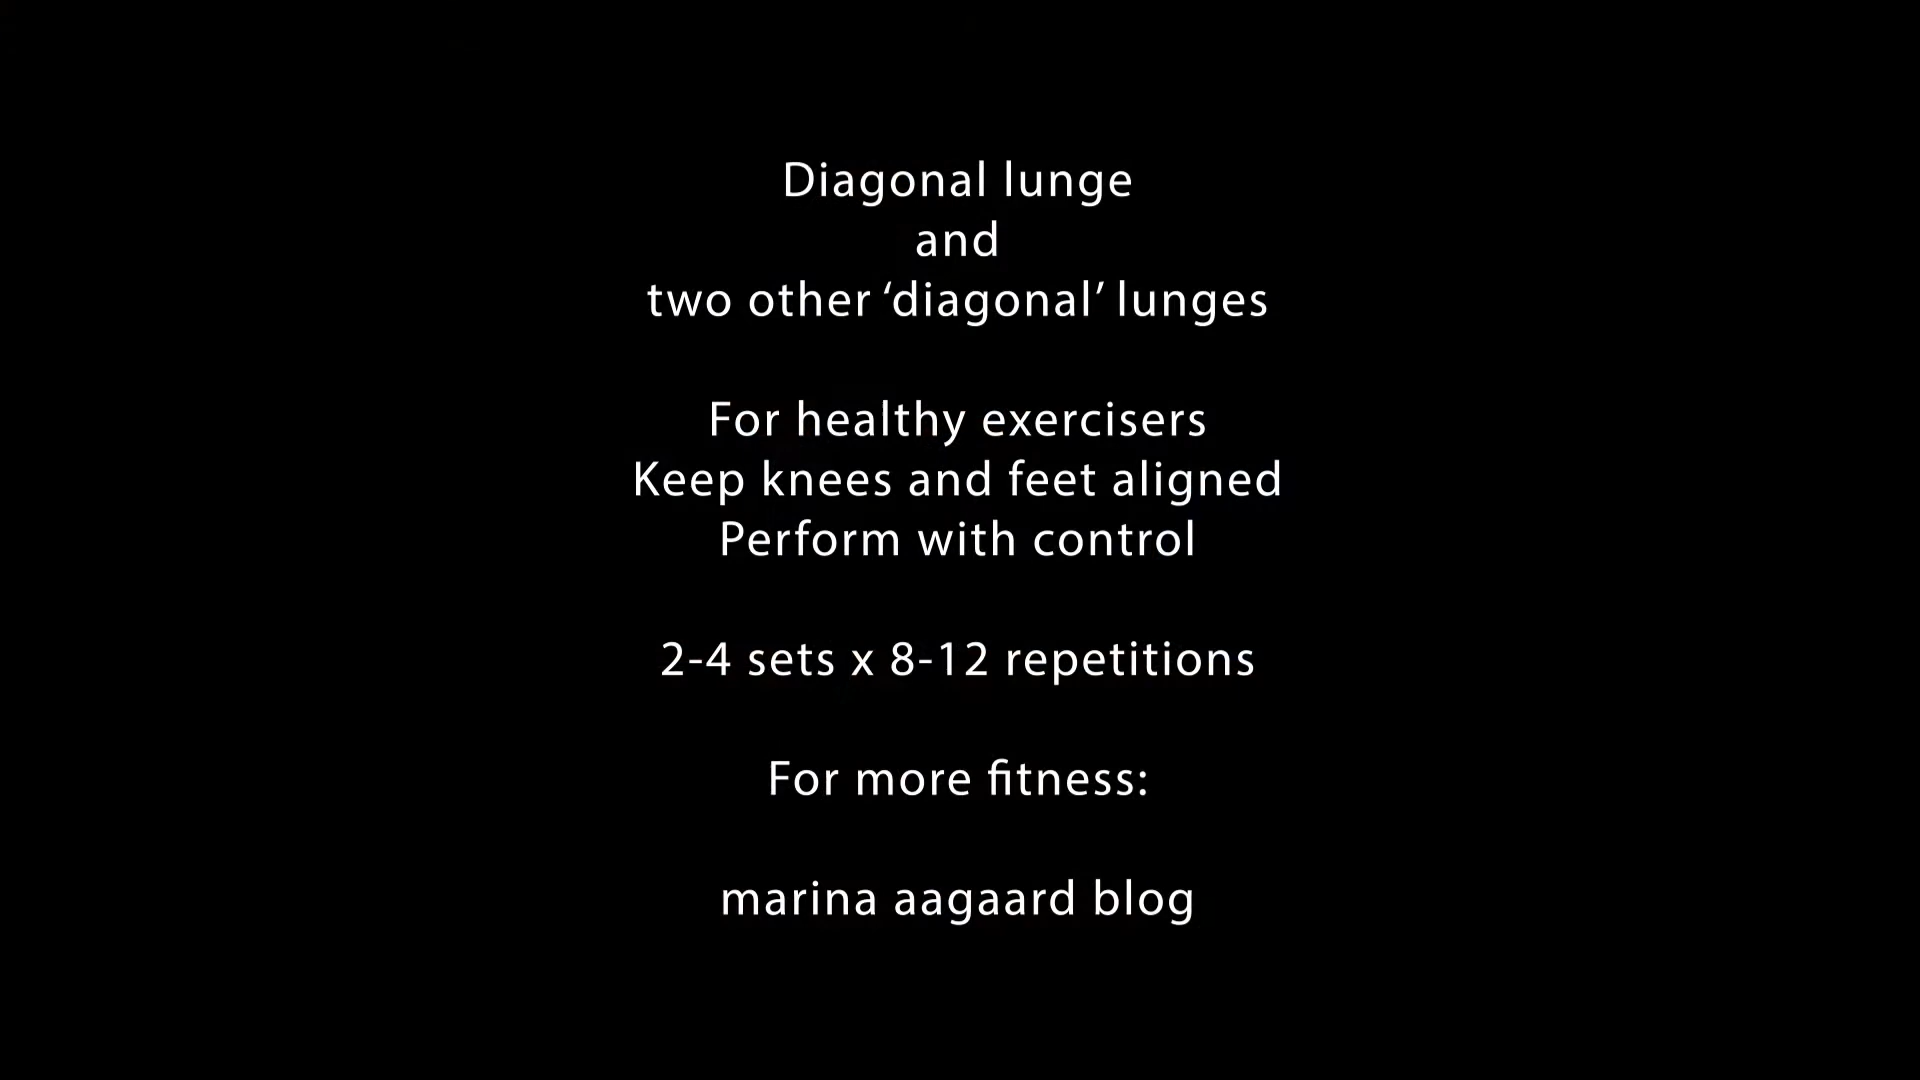 Diagonal lunge
and
two other ‘diagonal’ lunges
For healthy exercisers
Keep knees and feet aligned
Perform with control
2-4 sets x 8-12 repetitions
For more fitness:
marina aagaard blog